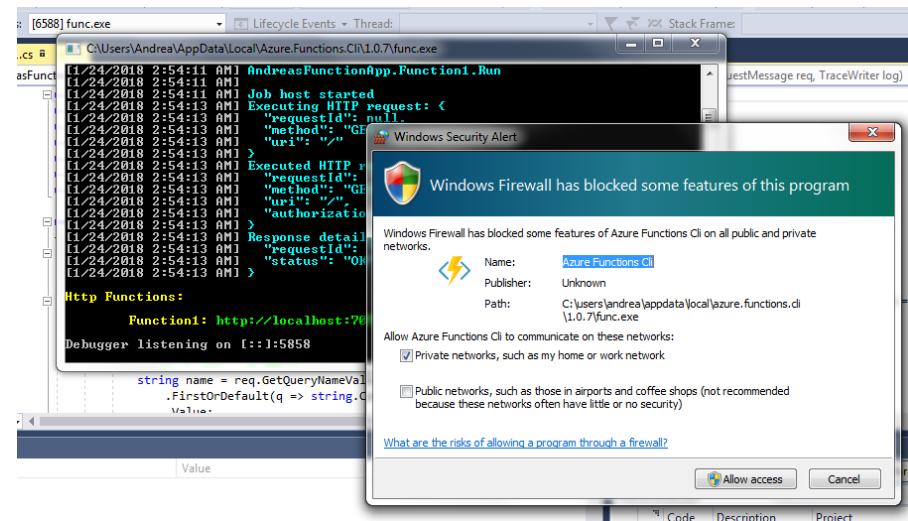 : [6588] func.exe Lifecycle Events Thread: Stack Frame:
.cs
C:\Users\Andrea\AppData\Local\Azure.Functions.Cli\1.0.7\func.exe
asFunct
uestMessage req, TraceWriter log)
[1/24/2018 2:54:11 AM] AndreasFunctionApp.Function1.Run
[1/24/2018 2:54:11 AM]
[1/24/2018 2:54:11 AM] Job host started
[1/24/2018 2:54:13 AM] Executing HTTP request: {
[1/24/2018 2:54:13 AM]   "requestId": null,
[1/24/2018 2:54:13 AM]   "method": "GE
[1/24/2018 2:54:13 AM]   "uri": "/"
[1/24/2018 2:54:13 AM] }
[1/24/2018 2:54:13 AM] Executed HTTP r
[1/24/2018 2:54:13 AM]   "requestId":
[1/24/2018 2:54:13 AM]   "method": "GE
[1/24/2018 2:54:13 AM]   "uri": "/",
[1/24/2018 2:54:13 AM]   "authorizatio
[1/24/2018 2:54:13 AM] }
[1/24/2018 2:54:13 AM] Response detail
[1/24/2018 2:54:13 AM]   "requestId":
[1/24/2018 2:54:13 AM]   "status": "OK
[1/24/2018 2:54:13 AM] }
Http Functions:
Function1: http://localhost:70
Debugger listening on [::]:5858
string name = req.GetQueryNameVal
.FirstOrDefault(q => string.C
.Value;
Value
Windows Security Alert
Windows Firewall has blocked some features of this program
Windows Firewall has blocked some features of Azure Functions Cli on all public and private
networks.
Name: Azure Functions Cli
Publisher: Unknown
Path: C:\users\andrea\appdata\local\azure.functions.cli
\1.0.7\func.exe
Allow Azure Functions Cli to communicate on these networks:
Private networks, such as my home or work network
Public networks, such as those in airports and coffee shops (not recommended
because these networks often have little or no security)
What are the risks of allowing a program through a firewall?
Allow access Cancel
Code Description Project